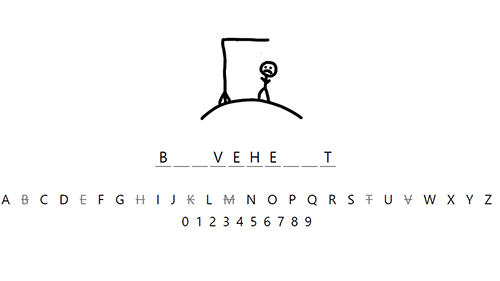 B _ _ V E H E _ _ T
A B C D E F G H I J K L M N O P Q R S T U V W X Y Z
0 1 2 3 4 5 6 7 8 9